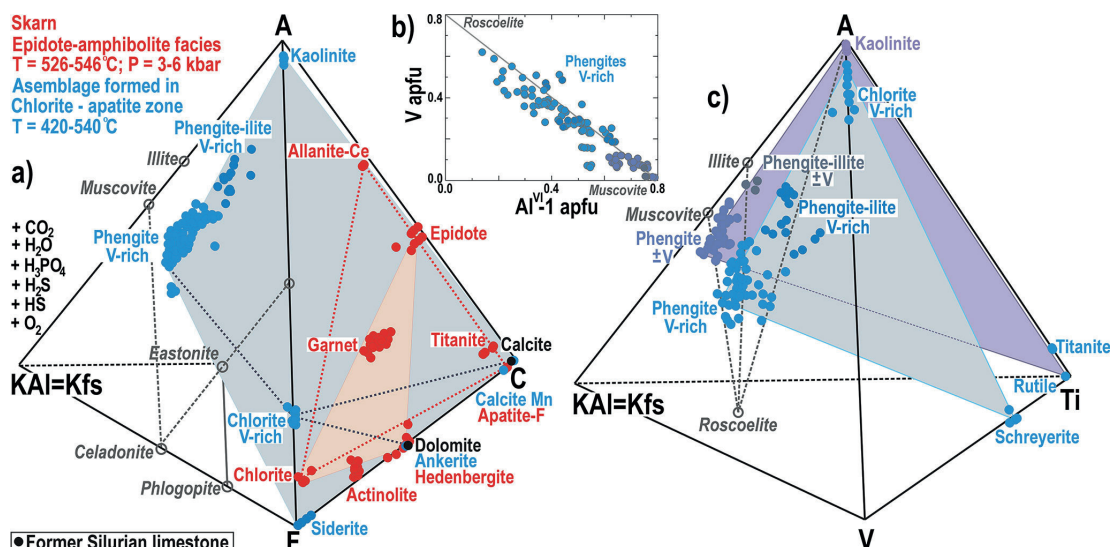 Skarn
Epidote-amphibolite facies
T = 526-546°C; P = 3-6 kbar
Asemblage formed in
Chlorite - apatite zone
T = 420-540°C
a)
+ CO2
+ H2O
+ H3PO4
+ H2S
+ HS
+ O2
A
Kaolinite
Phengite-ilite
V-rich
Illite
Muscovite
Phengite
V-rich
Allanite-Ce
Epidote
Garnet
Titanite
Calcite
C
Calcite Mn
Apatite-F
Eastonite
KAl=Kfs
Chlorite
V-rich
Dolomite
Ankerite
Hedenbergite
Celadonite
Chlorite
Actinolite
Phlogopite
Siderite
F
Former Silurian limestone
b)
0.8
Roscoelite
Phengites
V-rich
V apfu
0.4
0.0
Muscovite
0 0.4 0.8
Al VI-1 apfu
c)
A
Kaolinite
Chlorite
V-rich
Illite
Phengite-illite
±V
Muscovite
Phengite-ilite
V-rich
Phengite
±V
Phengite
V-rich
Titanite
KAl=Kfs
Rutile
Ti
Roscoelite
Schreyerite
V